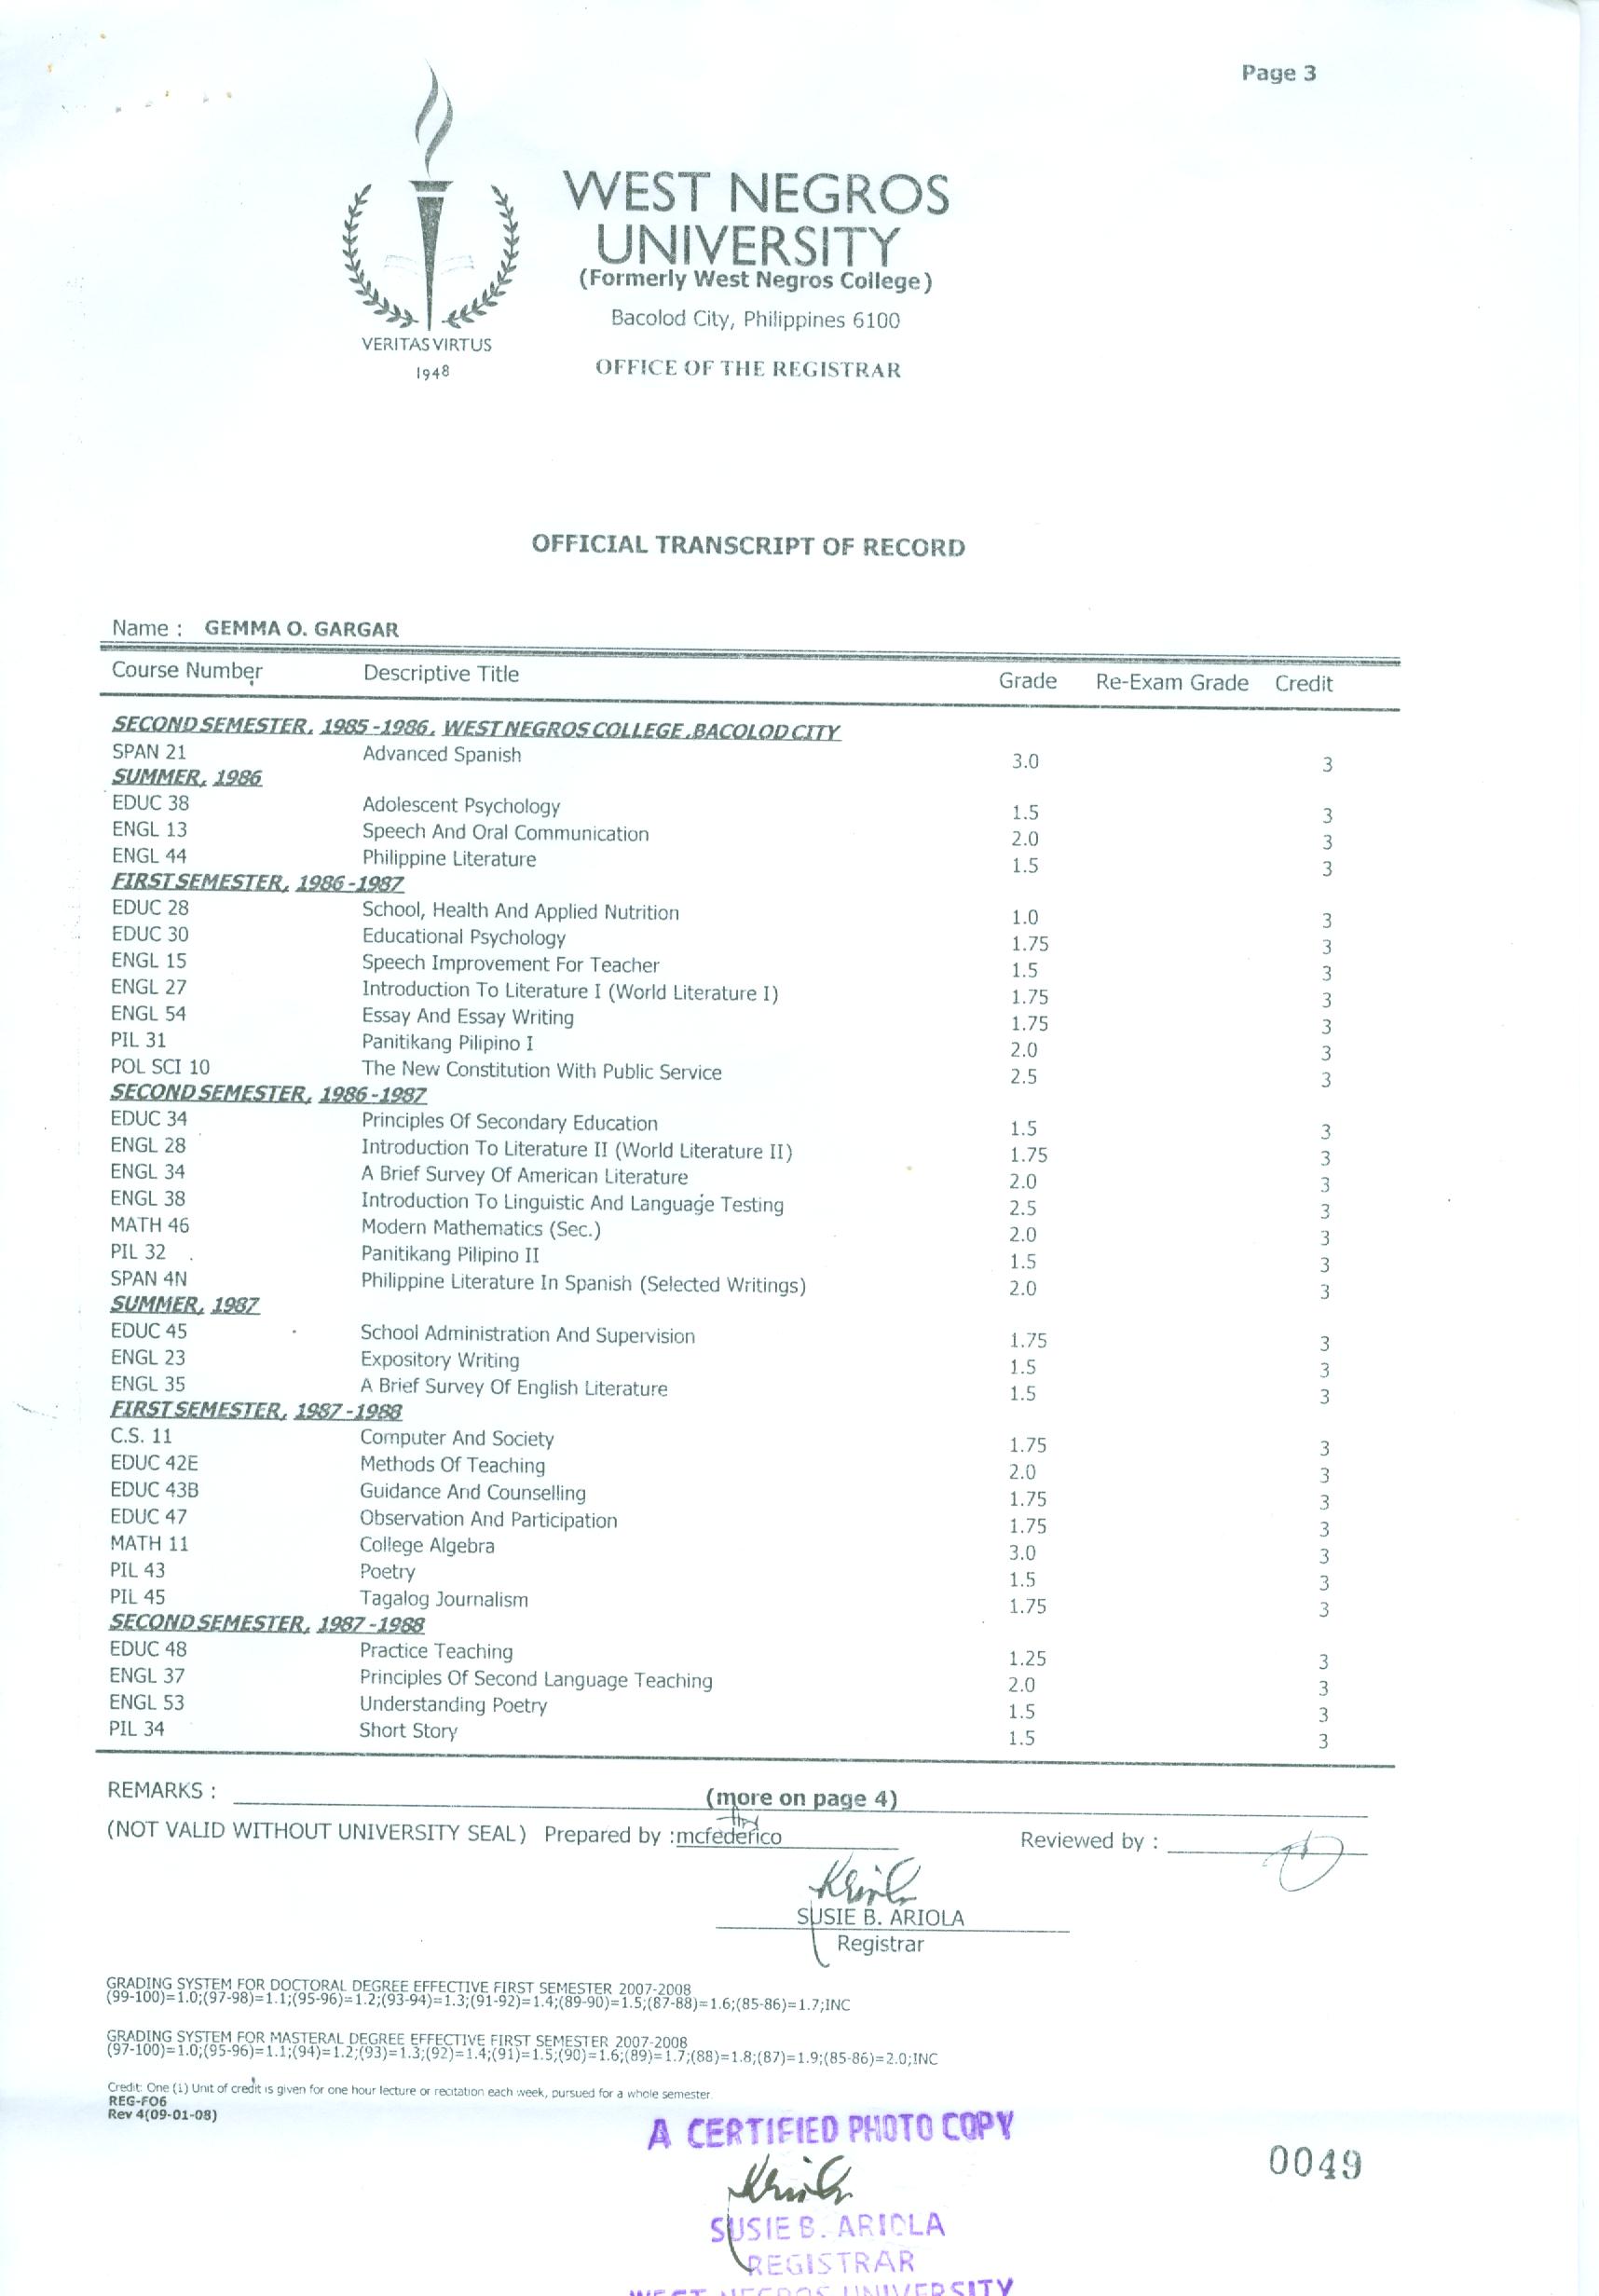 Page 3
WEST NEGROS
UNIVERSITY
(Formerly West Negros College)
Bacolod City, Philippines 6100
VERITAS VIRTUS
1948
OFFICE OF THE REGISTRAR
OFFICIAL TRANSCRIPT OF RECORD
Name : GEMMA O. GARGAR
Course Number Descriptive Title Grade Re-Exam Grade Credit
SECOND SEMESTER, 1985-1986, WEST NEGROS COLLEGE, BACOLOD CITY
SPAN 21 Advanced Spanish 3.0 3
SUMMER, 1986
EDUC 38 Adolescent Psychology 1.5 3
ENGL 13 Speech And Oral Communication 2.0 3
ENGL 44 Philippine Literature 1.5 3
FIRST SEMESTER, 1986-1987
EDUC 28 School, Health And Applied Nutrition 1.0 3
EDUC 30 Educational Psychology 1.75 3
ENGL 15 Speech Improvement For Teacher 1.5 3
ENGL 27 Introduction To Literature I (World Literature I) 1.75 3
ENGL 54 Essay And Essay Writing 1.75 3
PIL 31 Panitikang Pilipino I 2.0 3
POL SCI 10 The New Constitution With Public Service 2.5 3
SECOND SEMESTER, 1986-1987
EDUC 34 Principles Of Secondary Education 1.5 3
ENGL 28 Introduction To Literature II (World Literature II) 1.75 3
ENGL 34 A Brief Survey Of American Literature 2.0 3
ENGL 38 Introduction To Linguistic And Language Testing 2.5 3
MATH 46 Modern Mathematics (Sec.) 2.0 3
PIL 32 Panitikang Pilipino II 1.5 3
SPAN 4N Philippine Literature In Spanish (Selected Writings) 2.0 3
SUMMER, 1987
EDUC 45 School Administration And Supervision 1.75 3
ENGL 23 Expository Writing 1.5 3
ENGL 35 A Brief Survey Of English Literature 1.5 3
FIRST SEMESTER, 1987-1988
C.S. 11 Computer And Society 1.75 3
EDUC 42E Methods Of Teaching 2.0 3
EDUC 43B Guidance And Counselling 1.75 3
EDUC 47 Observation And Participation 1.75 3
MATH 11 College Algebra 3.0 3
PIL 43 Poetry 1.5 3
PIL 45 Tagalog Journalism 1.75 3
SECOND SEMESTER, 1987-1988
EDUC 48 Practice Teaching 1.25 3
ENGL 37 Principles Of Second Language Teaching 2.0 3
ENGL 53 Understanding Poetry 1.5 3
PIL 34 Short Story 1.5 3
REMARKS : (more on page 4)
(NOT VALID WITHOUT UNIVERSITY SEAL) Prepared by :mcfederico Reviewed by :
SUSIE B. ARIOLA
Registrar
GRADING SYSTEM FOR DOCTORAL DEGREE EFFECTIVE FIRST SEMESTER 2007-2008
(99-100)=1.0;(97-98)=1.1;(95-96)=1.2;(93-94)=1.3;(91-92)=1.4;(89-90)=1.5;(87-88)=1.6;(85-86)=1.7;INC
GRADING SYSTEM FOR MASTERAL DEGREE EFFECTIVE FIRST SEMESTER 2007-2008
(97-100)=1.0;(95-96)=1.1;(94)=1.2;(93)=1.3;(92)=1.4;(91)=1.5;(90)=1.6;(89)=1.7;(88)=1.8;(87)=1.9;(85-86)=2.0;INC
Credit: One (1) Unit of credit is given for one hour lecture or recitation each week, pursued for a whole semester.
REG-FO6
Rev 4(09-01-08)
A CERTIFIED PHOTO COPY
0049
SUSIE B. ARIOLA
REGISTRAR
WEST NEGROS UNIVERSITY